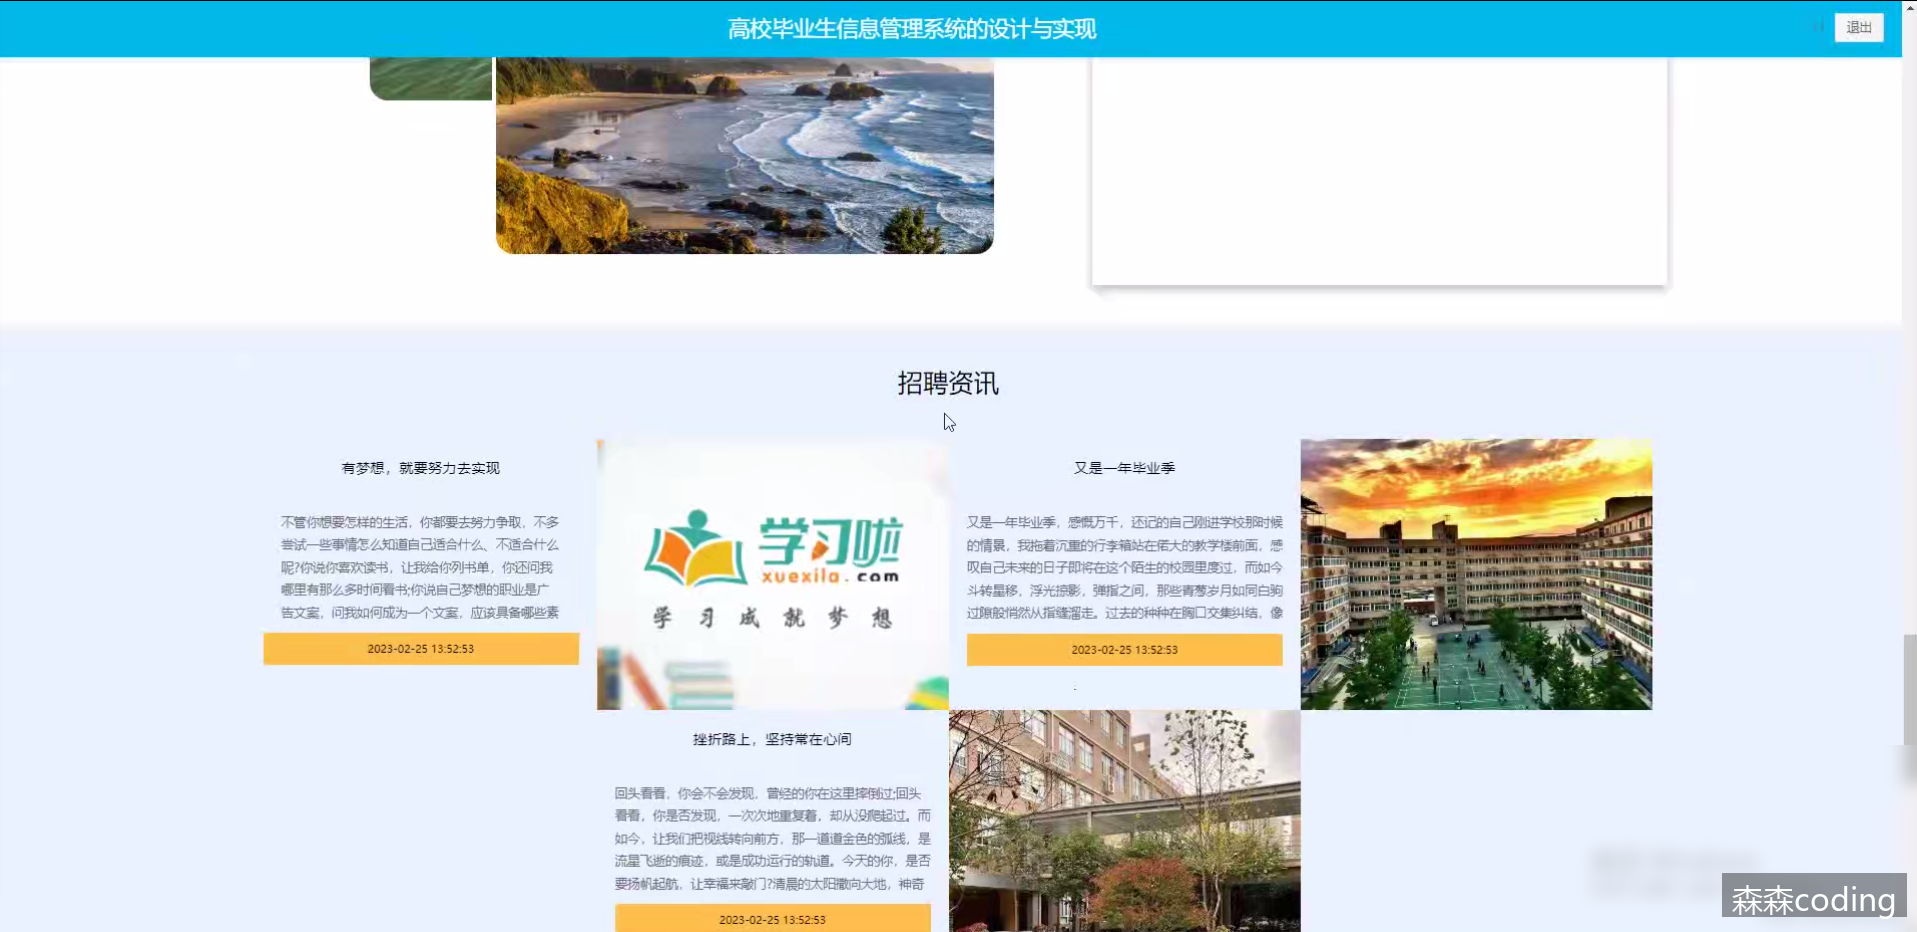 高校毕业生信息管理系统的设计与实现
退出
招聘资讯
有梦想，就要努力去实现
不管你想要怎样的生活，你都要去努力争取，不多
尝试一些事情怎么知道自己适合什么、不适合什么
呢?你说你喜欢读书，让我给你列书单，你还问我
哪里有那么多时间看书;你说自己梦想的职业是广
告文案，问我如何成为一个文案，应该具备哪些素
2023-02-25 13:52:53
学习啦
xuexila.com
学习成就梦想
又是一年毕业季
又是一年毕业季，感慨万千，还记的自己刚进学校那时候
的情景，我拖着沉重的行李箱站在偌大的教学楼前面，感
叹自己未来的日子即将在这个陌生的校园里度过，而如今
斗转星移，浮光掠影，弹指之间，那些青葱岁月如同白驹
过隙般悄然从指缝溜走。过去的种种在胸口交集纠结，像
2023-02-25 13:52:53
挫折路上，坚持常在心间
回头看看，你会不会发现，曾经的你在这里摔倒过;回头
看看，你是否发现，一次次地重复着，却从没爬起过。而
如今，让我们把视线转向前方，那一道道金色的弧线，是
流星飞逝的痕迹，或是成功运行的轨道。今天的你，是否
要扬帆起航，让幸福来敲门?清晨的太阳撒向大地，神奇
2023-02-25 13:52:53
森森coding